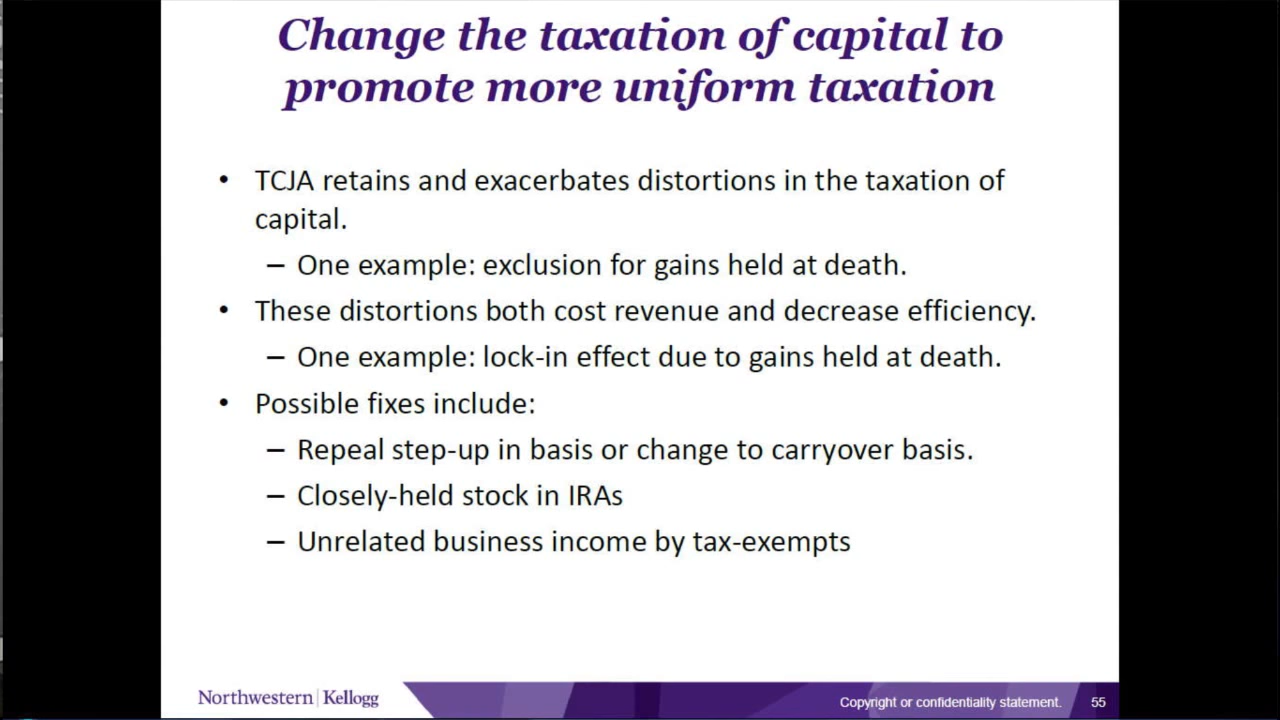 Change the taxation of capital to
promote more uniform taxation
• TCJA retains and exacerbates distortions in the taxation of
capital.
– One example: exclusion for gains held at death.
• These distortions both cost revenue and decrease efficiency.
– One example: lock-in effect due to gains held at death.
• Possible fixes include:
– Repeal step-up in basis or change to carryover basis.
– Closely-held stock in IRAs
– Unrelated business income by tax-exempts
Northwestern | Kellogg
Copyright or confidentiality statement. 55